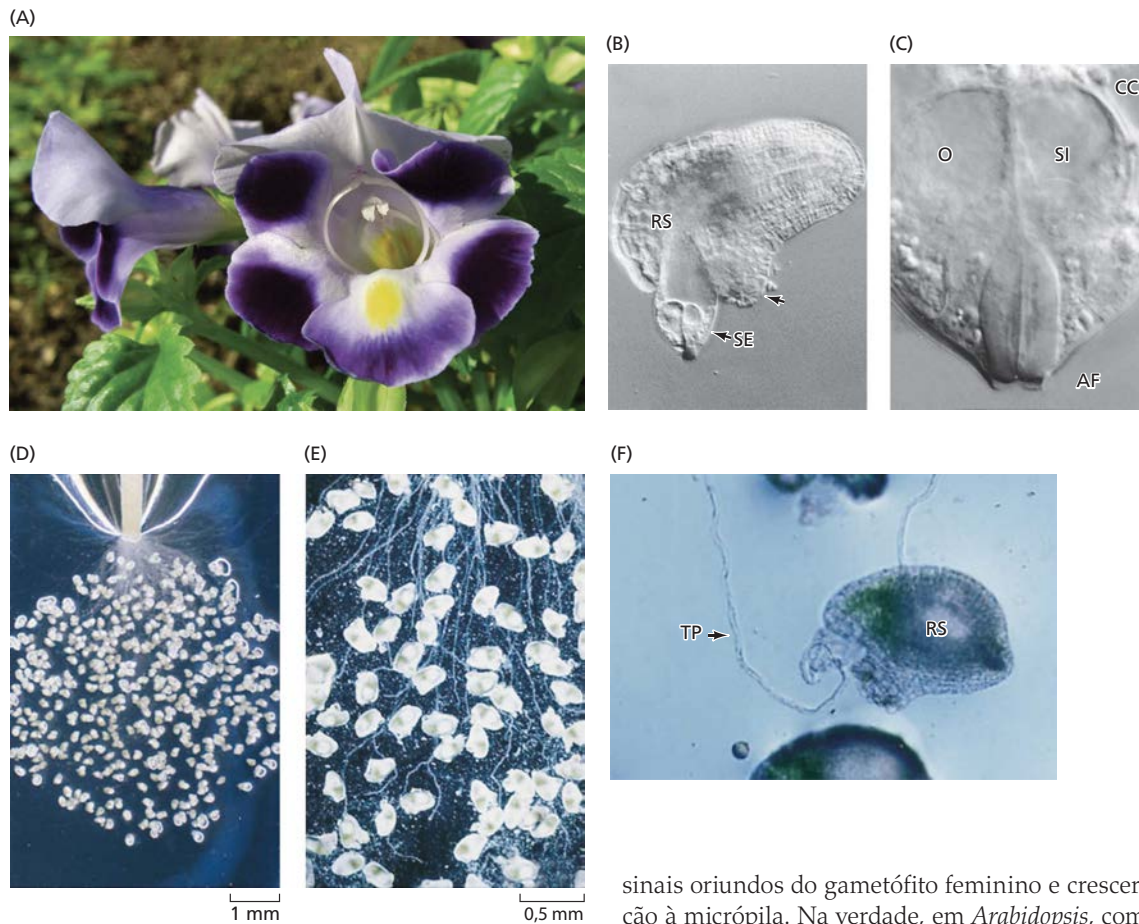 (A)
(B)
(C)
RS
SE
O
SI
CC
AF
(D)
(E)
(F)
TP
RS
1 mm
0,5 mm
sinais oriundos do gametófito feminino e crescer
ção à micrópila. Na verdade, em Arabidopsis, com